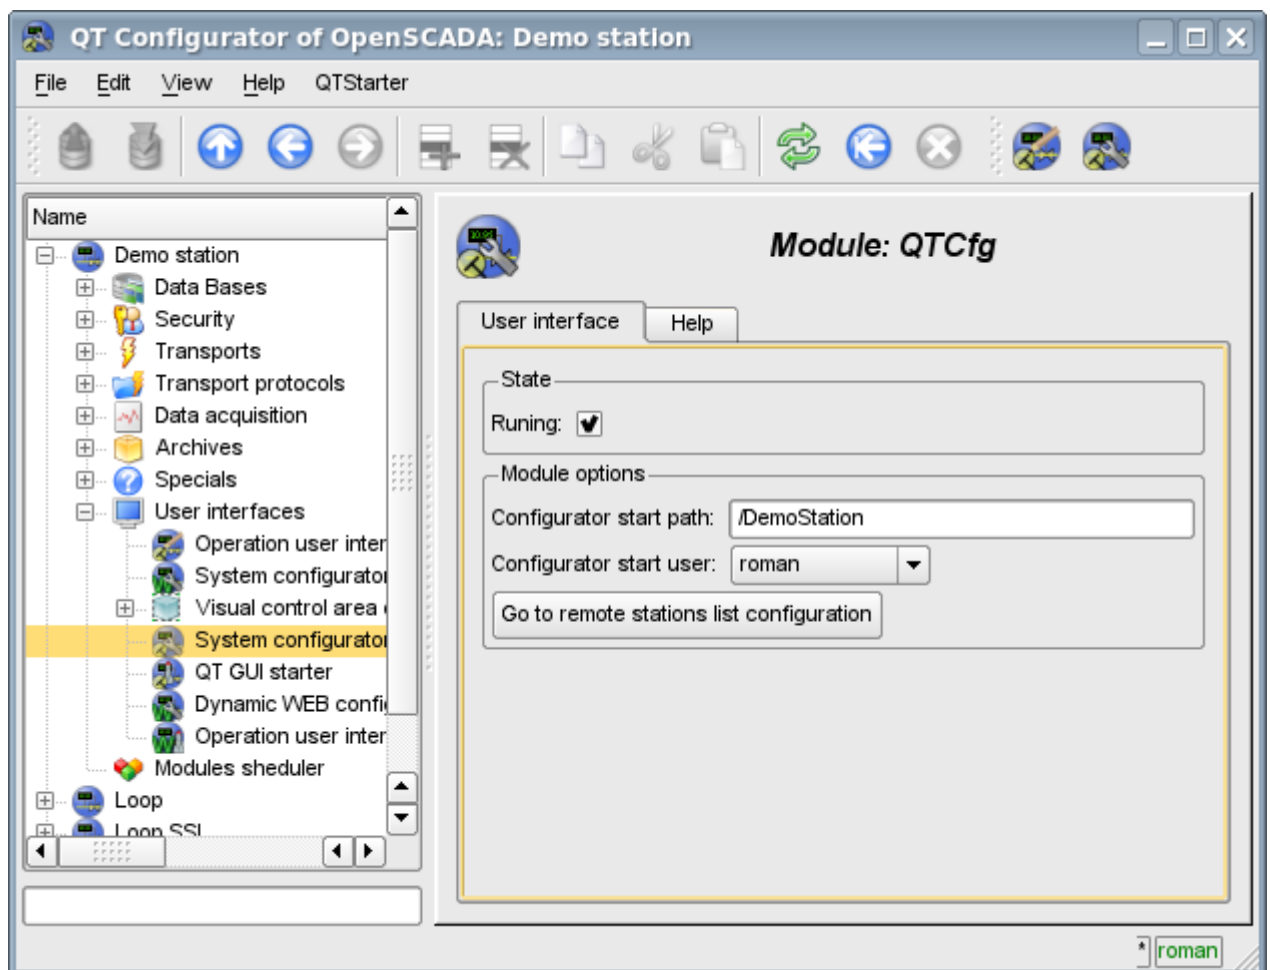 QT Configurator of OpenSCADA: Demo station
File Edit View Help QTStarter
Name
Demo station
Data Bases
Security
Transports
Transport protocols
Data acquisition
Archives
Specials
User interfaces
Operation user inter
System configurator
Visual control area
System configurator
QT GUI starter
Dynamic WEB confi
Operation user inter
Modules sheduler
Loop
Loop SSL
Module: QTCfg
User interface Help
State
Runing:
Module options
Configurator start path: /DemoStation
Configurator start user: roman
Go to remote stations list configuration
* roman